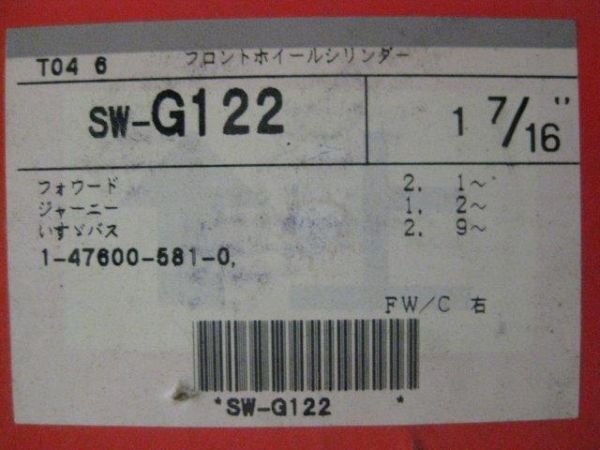 T04 6 フロントホイールシリンダー
SW-G122 1 7/16''
フォワード 2. 1~
ジャーニー 1. 2~
いすゞバス 2. 9~
1-47600-581-0,
FW/C 右
*SW-G122 *